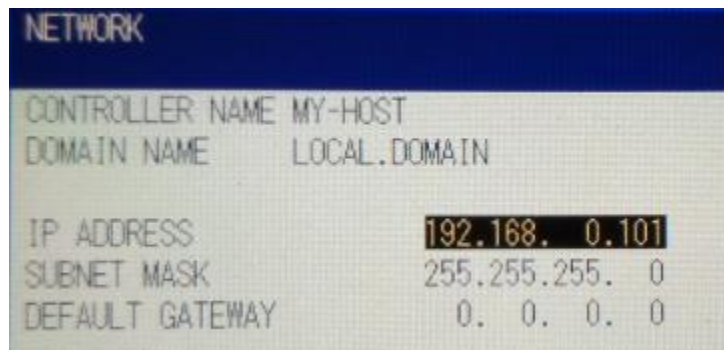 NETWORK
CONTROLLER NAME MY-HOST
DOMAIN NAME LOCAL.DOMAIN
IP ADDRESS 192.168. 0.101
SUBNET MASK 255.255.255. 0
DEFAULT GATEWAY 0. 0. 0. 0